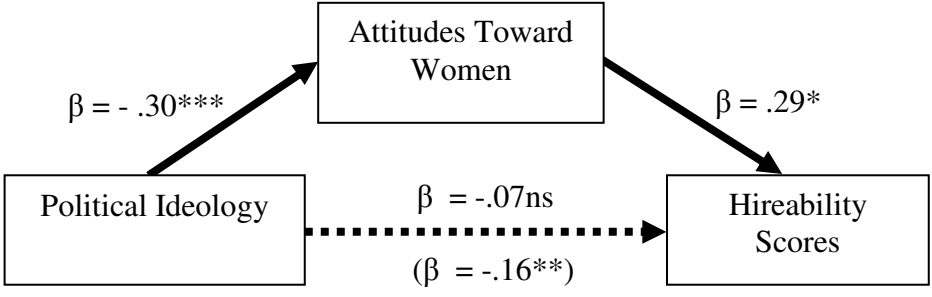 Attitudes Toward
Women
β = - .30***
β = .29*
Political Ideology
β = -.07ns
(β = -.16**)
Hireability
Scores